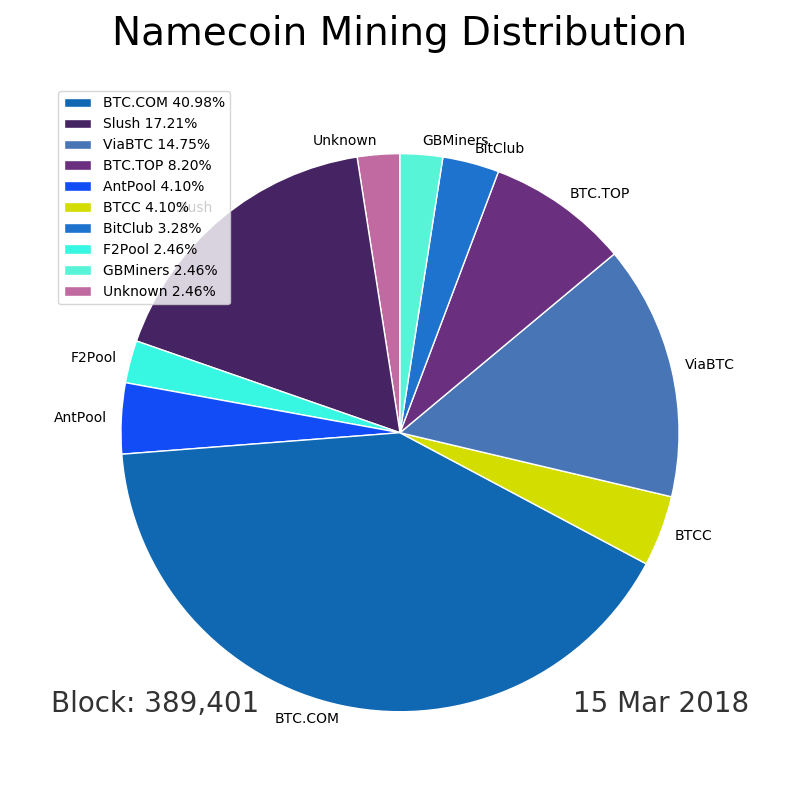 Namecoin Mining Distribution
BTC.COM 40.98%
Slush 17.21%
ViaBTC 14.75%
BTC.TOP 8.20%
AntPool 4.10%
BTCC 4.10%
BitClub 3.28%
F2Pool 2.46%
GBMiners 2.46%
Unknown 2.46%
Unknown
GBMiners
BitClub
BTC.TOP
Slush
F2Pool
ViaBTC
AntPool
BTCC
Block: 389,401
15 Mar 2018
BTC.COM